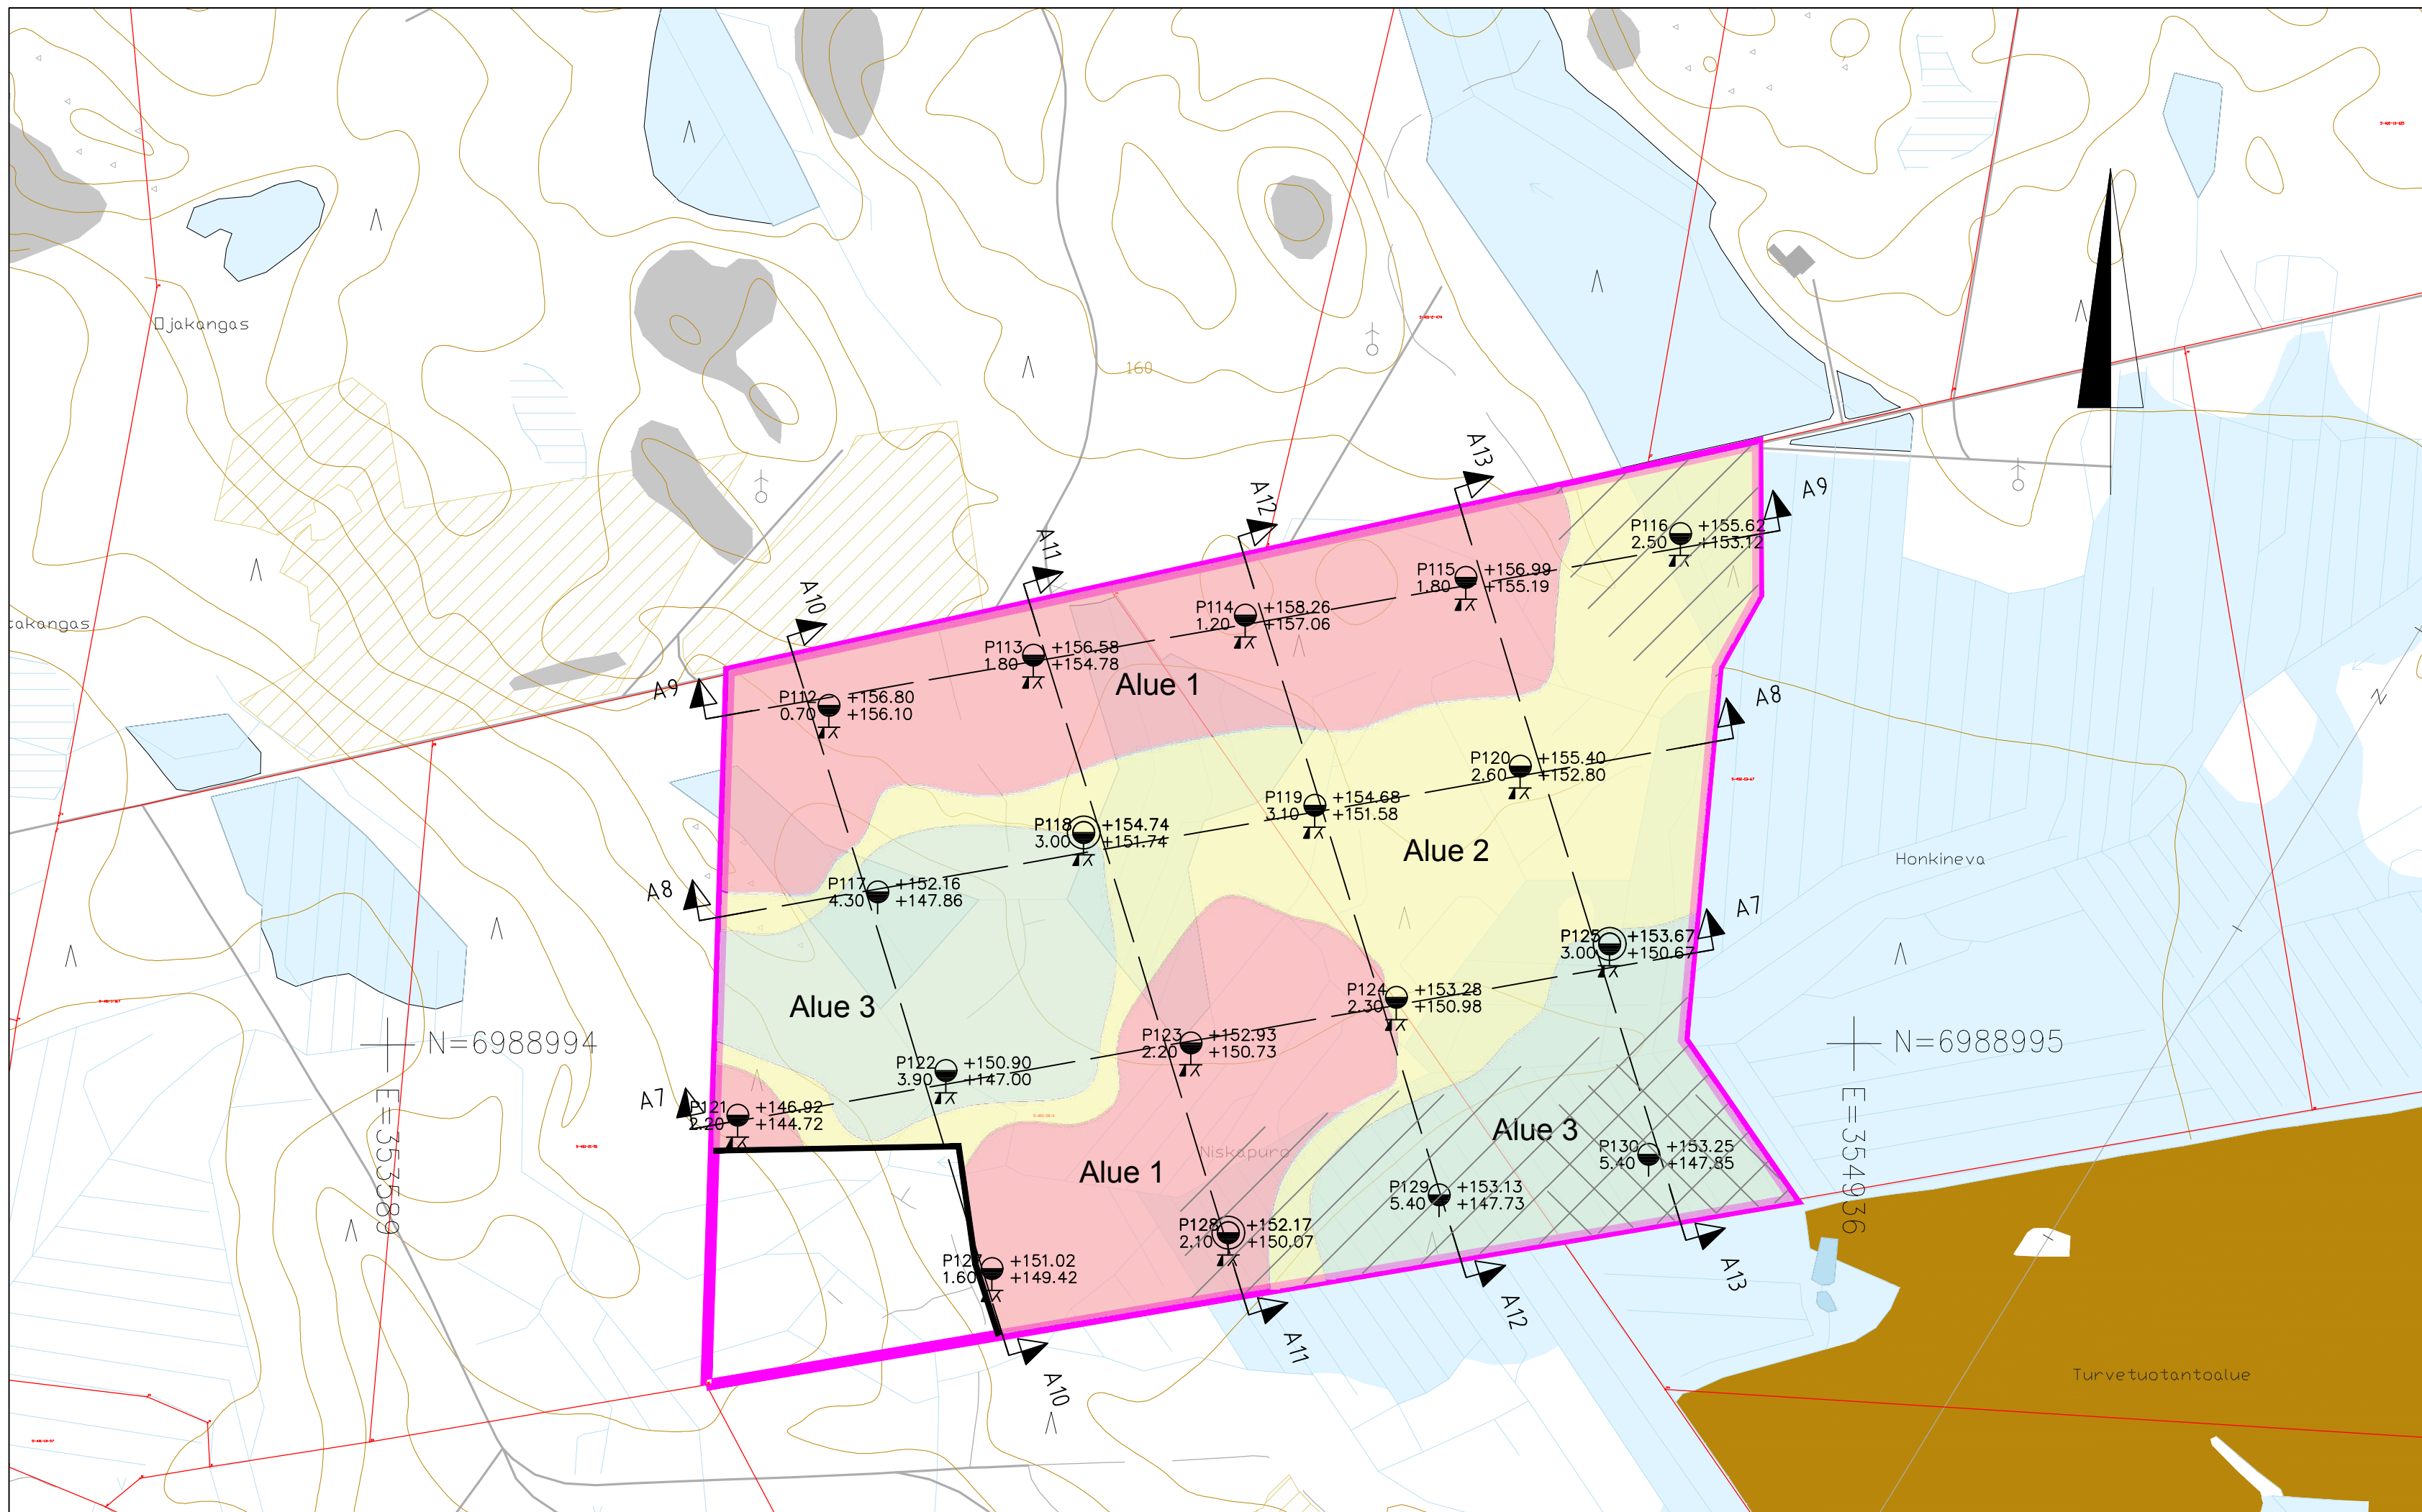 Ojakangas
160
A13
A12
A9
A11
P116 +155.62
2.50 +153.12
P115 +156.99
1.80 +155.19
A10
P114 +158.26
1.20 +157.06
takangas
P113 +156.58
1.80 +154.78
A9
Alue 1
P112 +156.80
0.70 +156.10
A8
P120 +155.40
2.60 +152.80
P119 +154.68
3.10 +151.58
P118 +154.74
3.00 +151.74
Alue 2
Honkineva
P117 +152.16
4.30 +147.86
A8
A7
P125 +153.67
3.00 +150.67
Alue 3
P124 +153.28
2.30 +150.98
N=6988994
N=6988995
P123 +152.93
2.20 +150.73
P122 +150.90
3.90 +147.00
A7
P121 +146.92
2.20 +144.72
E=353589
E=354936
Alue 3
P130 +153.25
5.40 +147.85
Niskapuro
Alue 1
P129 +153.13
5.40 +147.73
P128 +152.17
2.10 +150.07
P127 +151.02
1.60 +149.42
A13
A12
A11
A10
Turvetuotantoalue